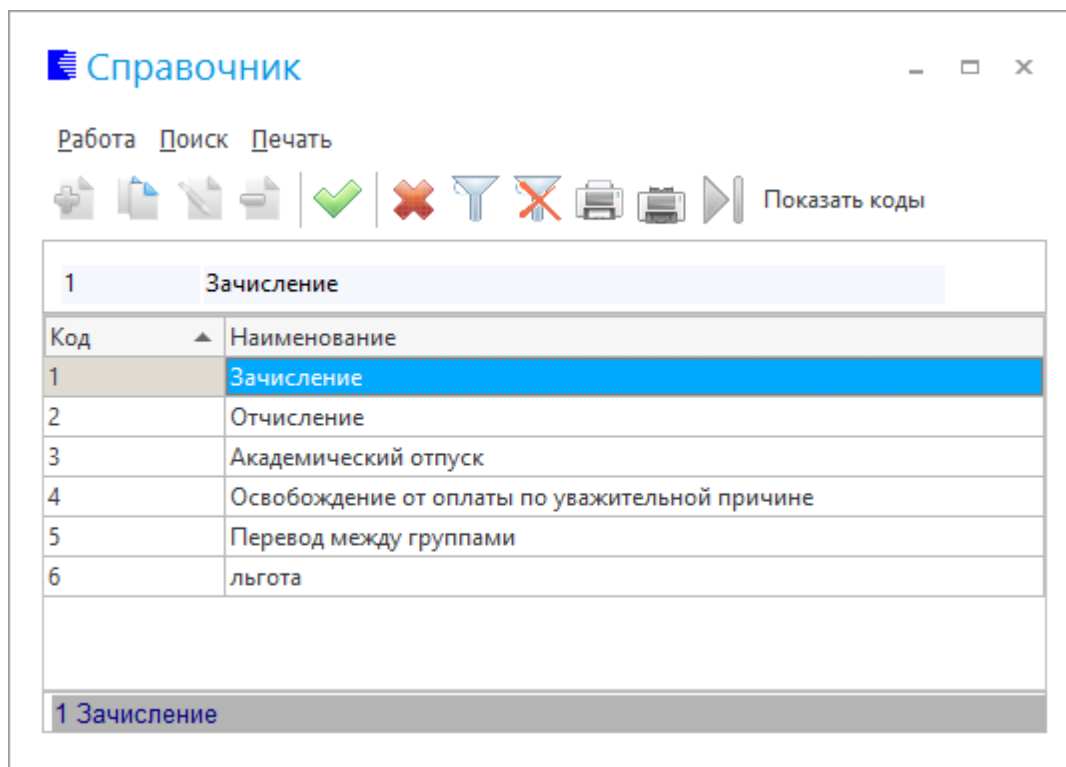 Справочник
Работа Поиск Печать
Показать коды
1 Зачисление
Код Наименование
1 Зачисление
2 Отчисление
3 Академический отпуск
4 Освобождение от оплаты по уважительной причине
5 Перевод между группами
6 льгота
1 Зачисление